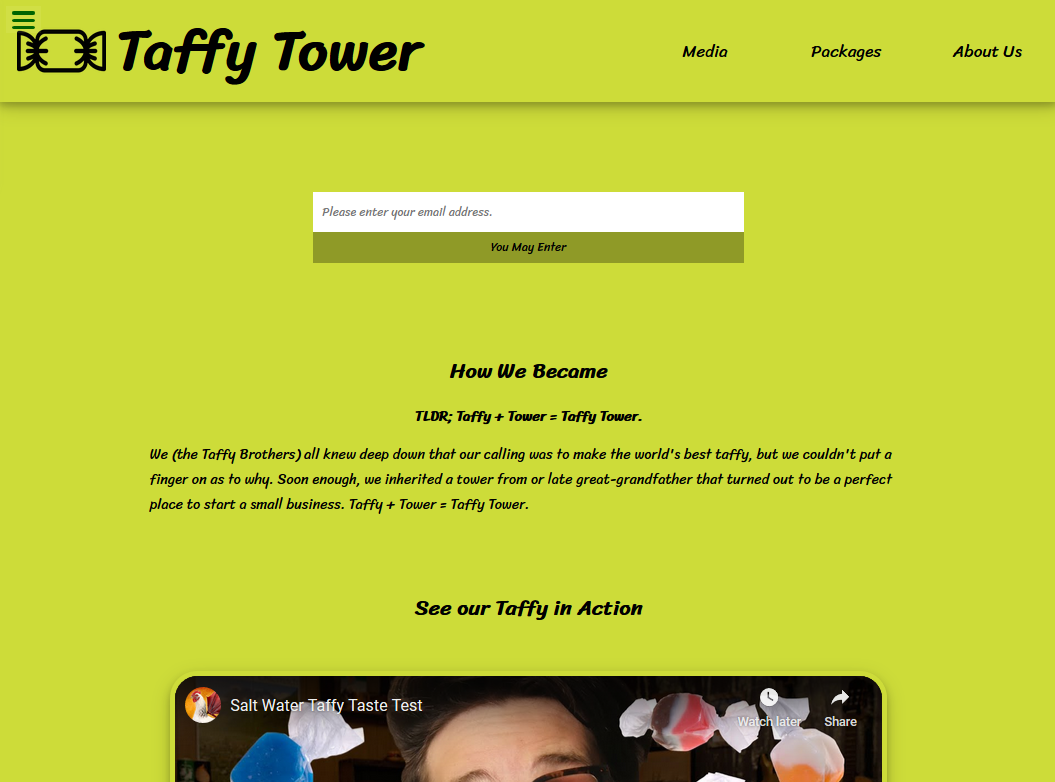 Taffy Tower
Media
Packages
About Us
Please enter your email address.
You May Enter
How We Became
TLDR; Taffy + Tower = Taffy Tower.
We (the Taffy Brothers) all knew deep down that our calling was to make the world's best taffy, but we couldn't put a
finger on as to why. Soon enough, we inherited a tower from or late great-grandfather that turned out to be a perfect
place to start a small business. Taffy + Tower = Taffy Tower.
See our Taffy in Action
Salt Water Taffy Taste Test
Watch later
Share